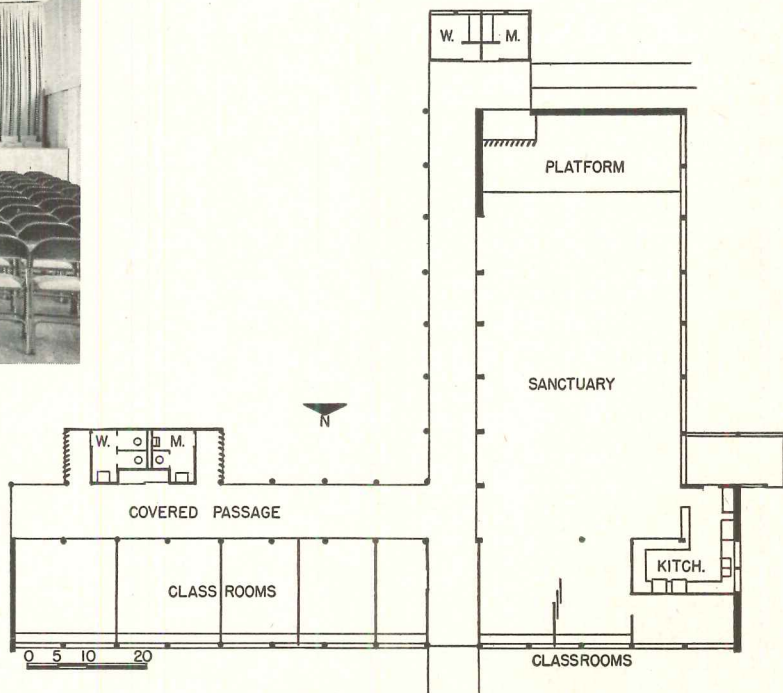 W. M.
PLATFORM
SANCTUARY
N
W. M.
COVERED PASSAGE
KITCH.
CLASS ROOMS
0 5 10 20
CLASSROOMS